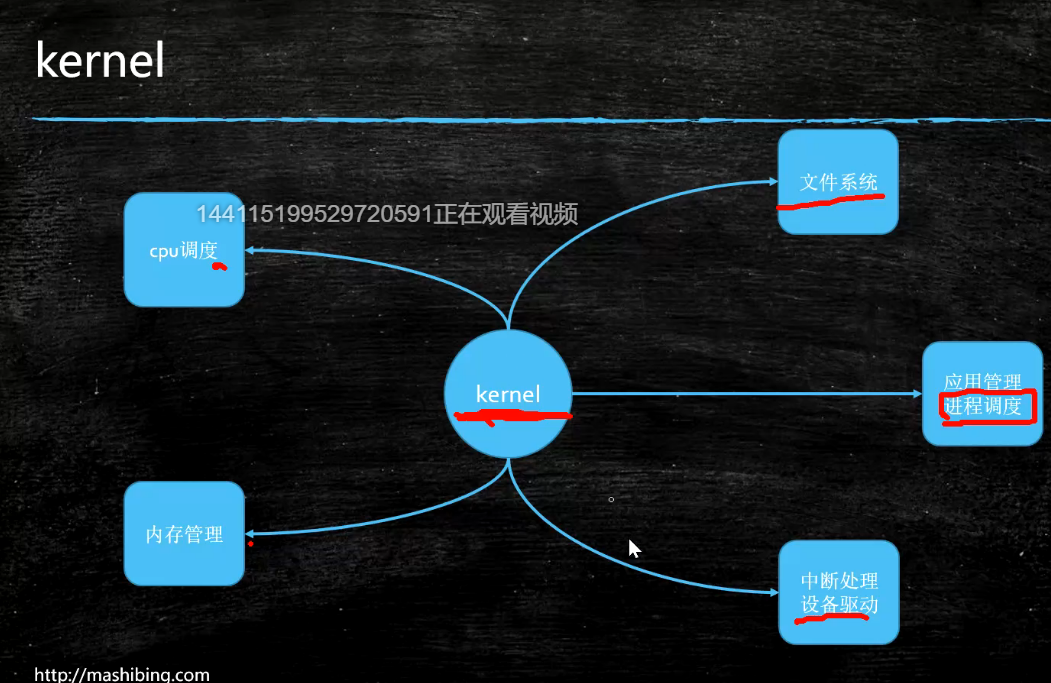 kernel
文件系统
144115199529720591正在观看视频
cpu调度
应用管理
进程调度
kernel
内存管理
中断处理
设备驱动
http://mashibing.com